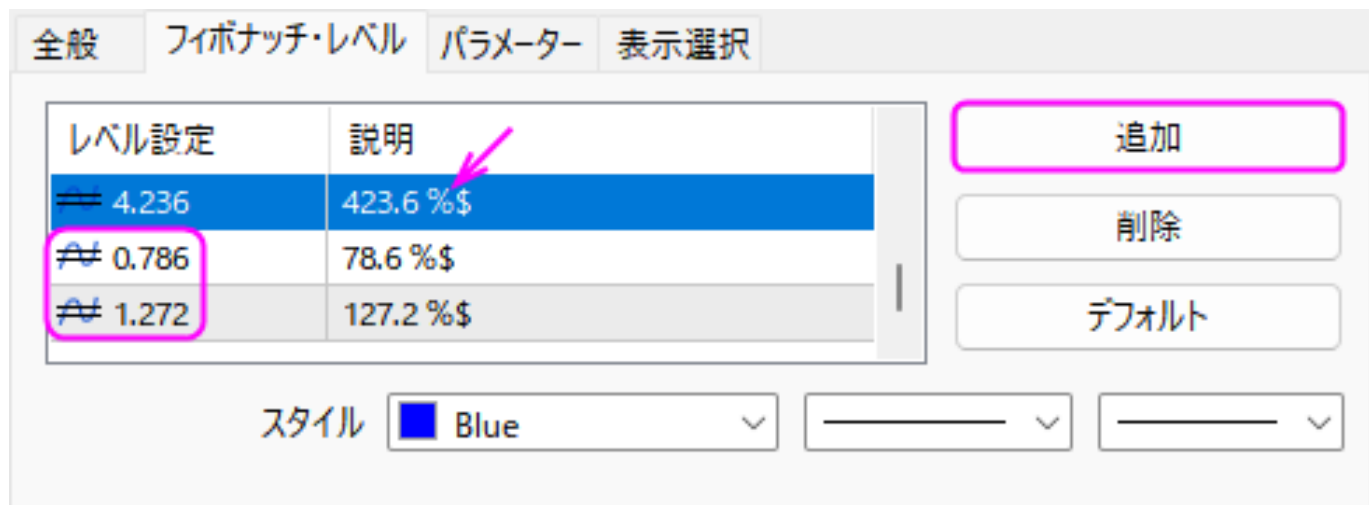 全般 フィボナッチ・レベル パラメーター 表示選択
レベル設定 説明
4.236 423.6 %$
0.786 78.6 %$
1.272 127.2 %$
追加
削除
デフォルト
スタイル Blue